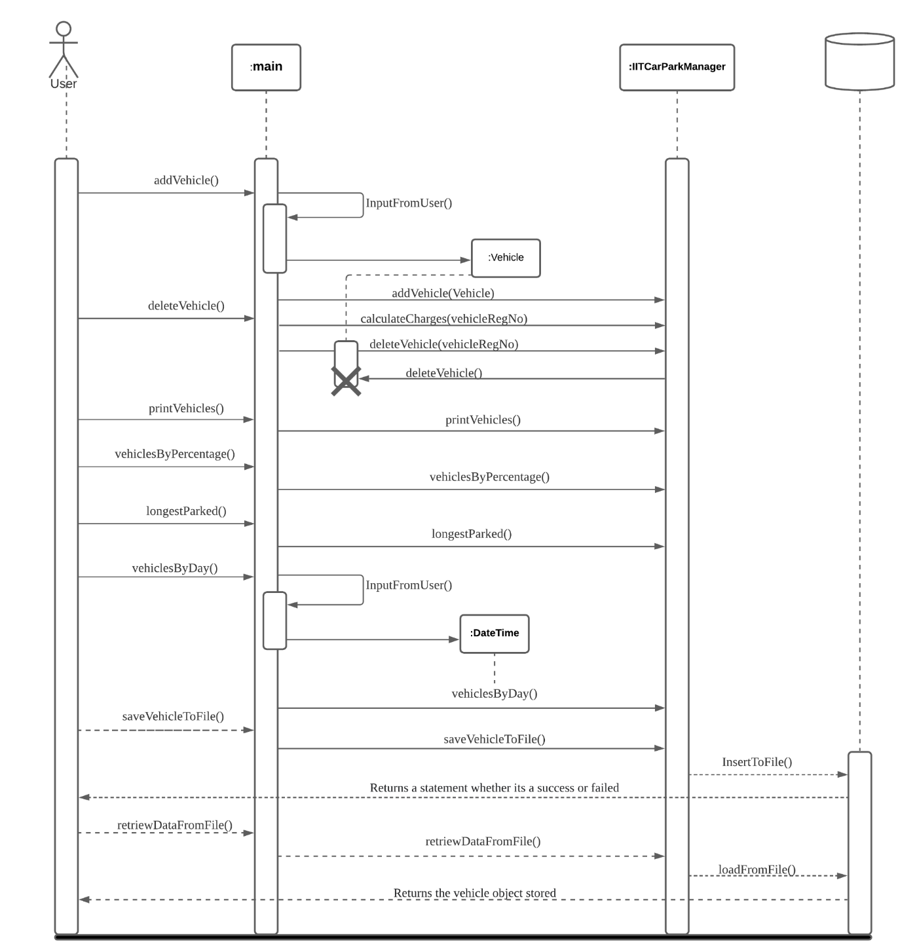 User
:main
:IITCarParkManager
addVehicle()
InputFromUser()
:Vehicle
addVehicle(Vehicle)
deleteVehicle()
calculateCharges(vehicleRegNo)
deleteVehicle(vehicleRegNo)
deleteVehicle()
printVehicles()
printVehicles()
vehiclesByPercentage()
vehiclesByPercentage()
longestParked()
longestParked()
vehiclesByDay()
InputFromUser()
:DateTime
vehiclesByDay()
saveVehicleToFile()
saveVehicleToFile()
InsertToFile()
Returns a statement whether its a success or failed
retriewDataFromFile()
retriewDataFromFile()
loadFromFile()
Returns the vehicle object stored